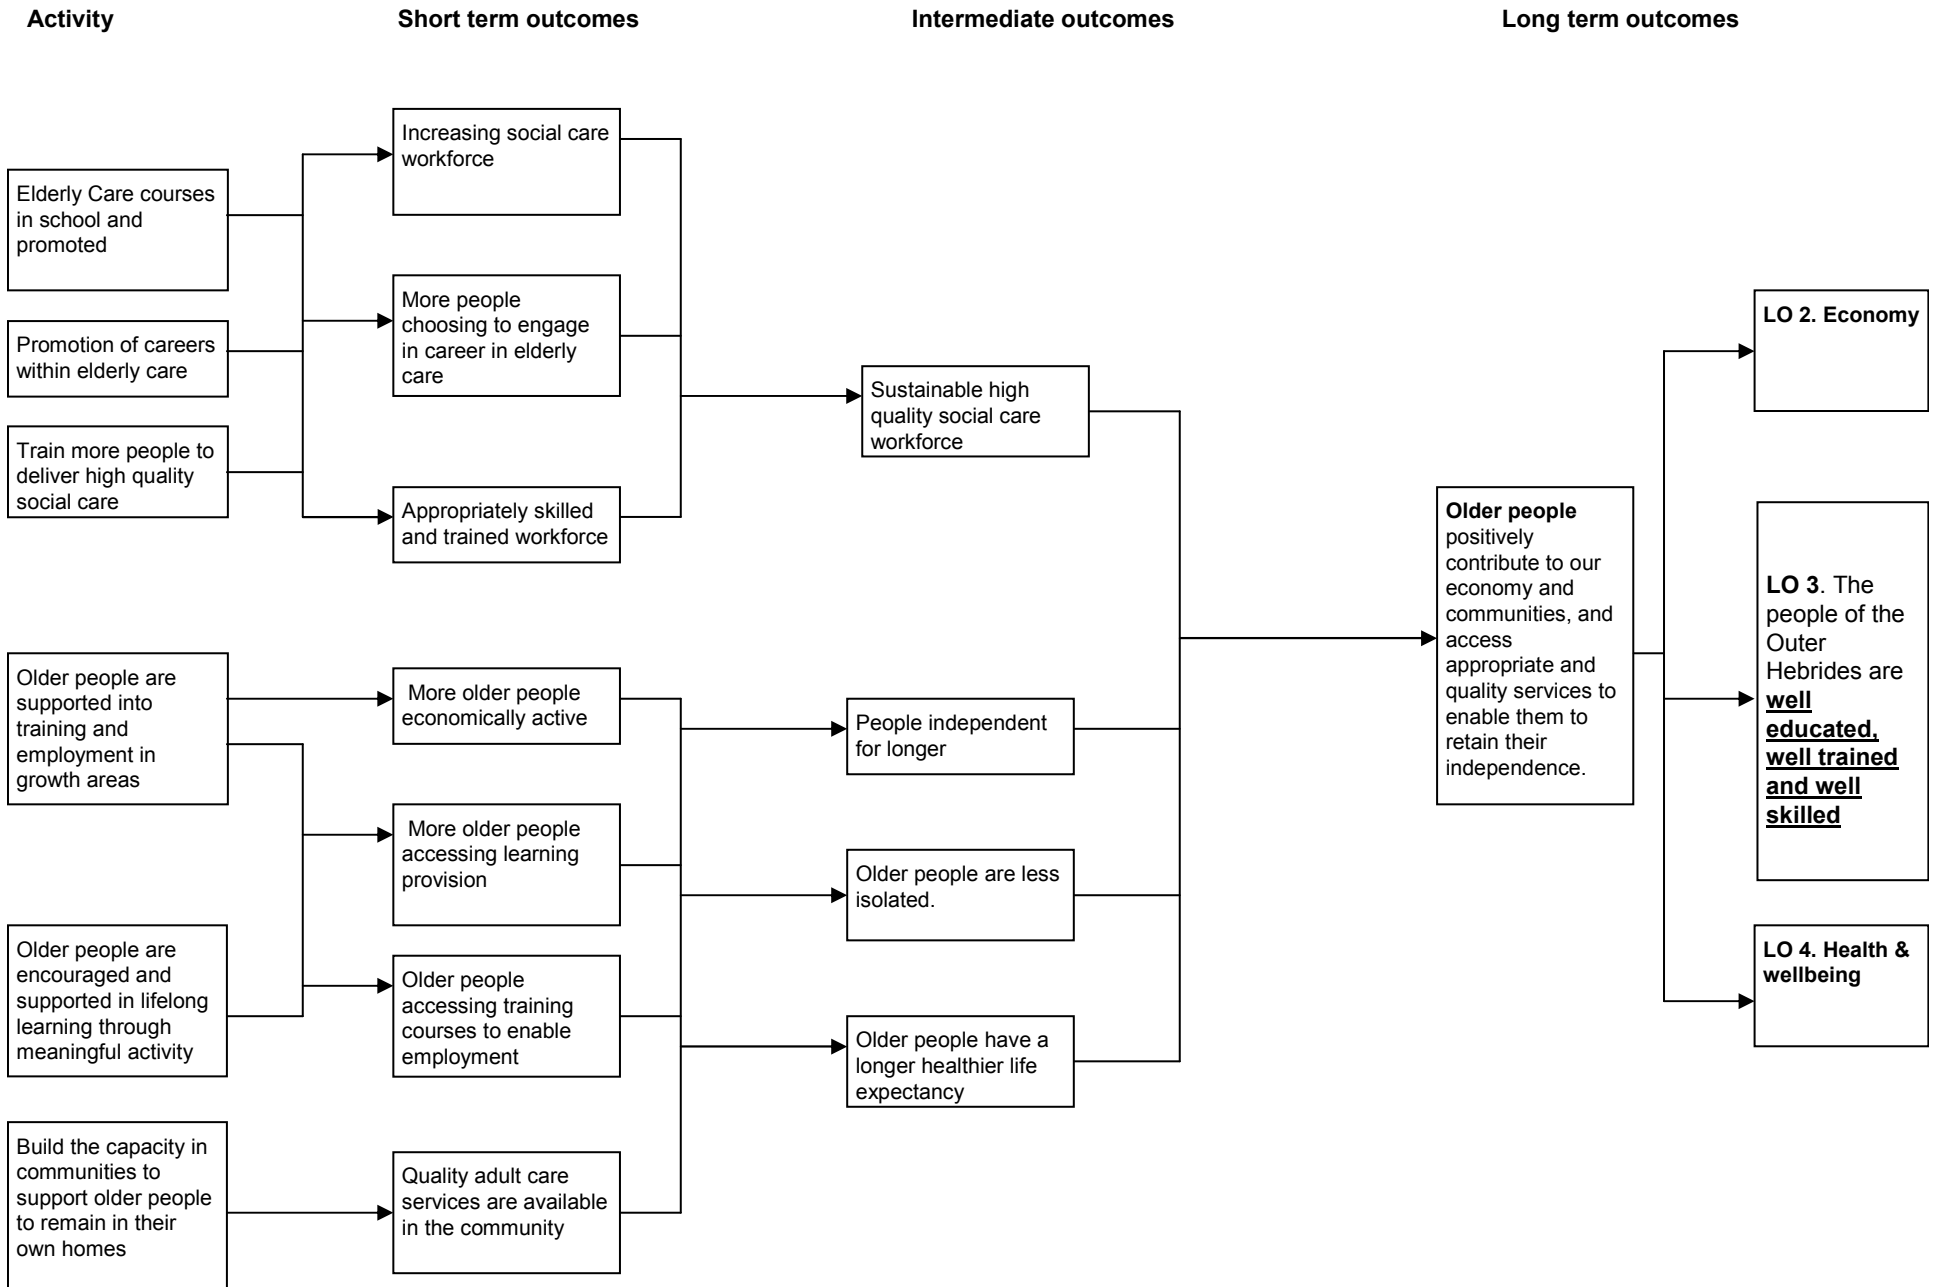 Activity
Short term outcomes
Intermediate outcomes
Long term outcomes
Elderly Care courses
in school and
promoted
Promotion of careers
within elderly care
Train more people to
deliver high quality
social care
Older people are
supported into
training and
employment in
growth areas
Older people are
encouraged and
supported in lifelong
learning through
meaningful activity
Build the capacity in
communities to
support older people
to remain in their
own homes
Increasing social care
workforce
More people
choosing to engage
in career in elderly
care
Appropriately skilled
and trained workforce
More older people
economically active
More older people
accessing learning
provision
Older people
accessing training
courses to enable
employment
Quality adult care
services are available
in the community
Sustainable high
quality social care
workforce
People independent
for longer
Older people are less
isolated.
Older people have a
longer healthier life
expectancy
Older people
positively
contribute to our
economy and
communities, and
access
appropriate and
quality services to
enable them to
retain their
independence.
LO 2. Economy
LO 3. The
people of the
Outer
Hebrides are
well
educated,
well trained
and well
skilled
LO 4. Health &
wellbeing